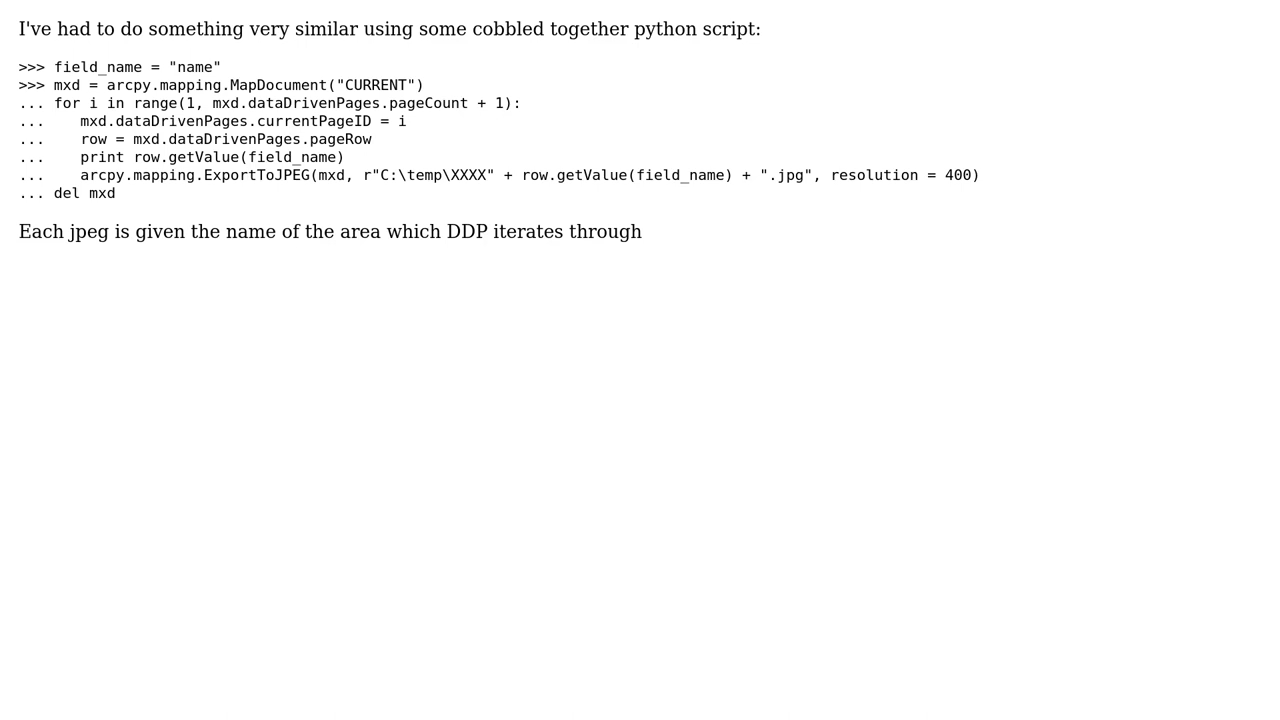 I've had to do something very similar using some cobbled together python script:
>>> field_name = "name"
>>> mxd = arcpy.mapping.MapDocument("CURRENT")
... for i in range(1, mxd.dataDrivenPages.pageCount + 1):
...    mxd.dataDrivenPages.currentPageID = i
...    row = mxd.dataDrivenPages.pageRow
...    print row.getValue(field_name)
...    arcpy.mapping.ExportToJPEG(mxd, r"C:\temp\XXXX" + row.getValue(field_name) + ".jpg", resolution = 400)
... del mxd
Each jpeg is given the name of the area which DDP iterates through